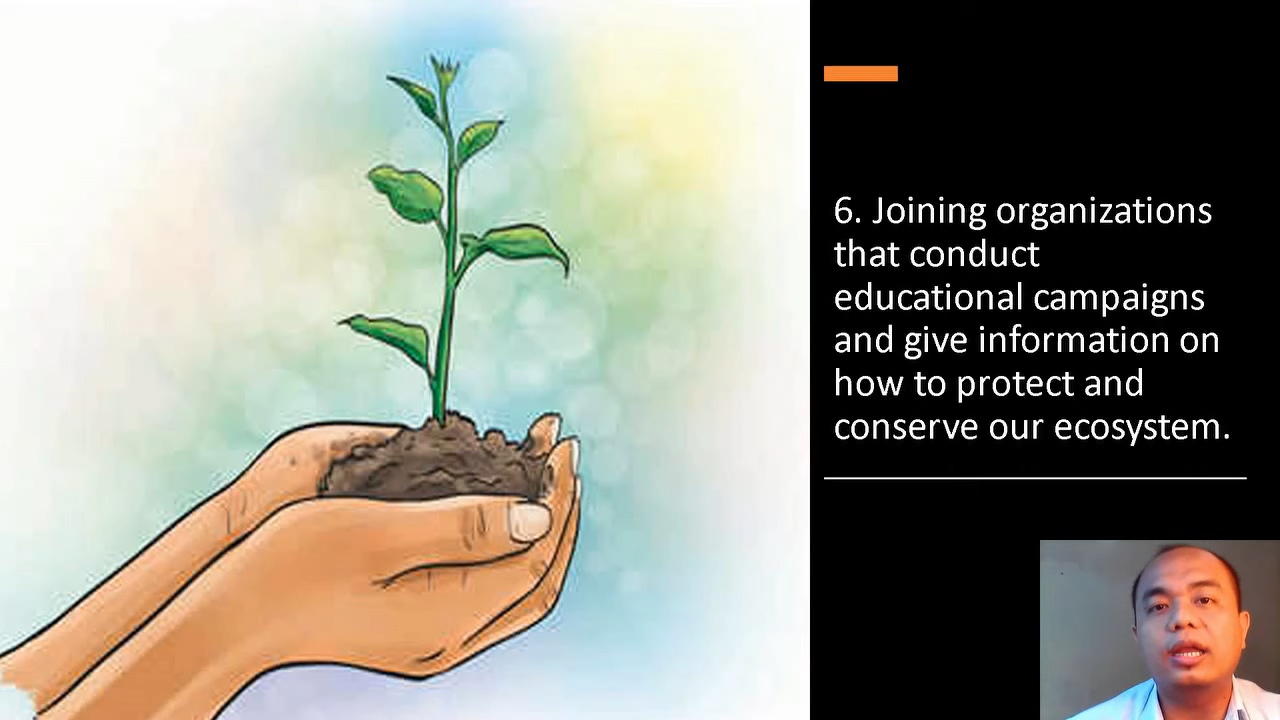 6. Joining organizations
that conduct
educational campaigns
and give information on
how to protect and
conserve our ecosystem.